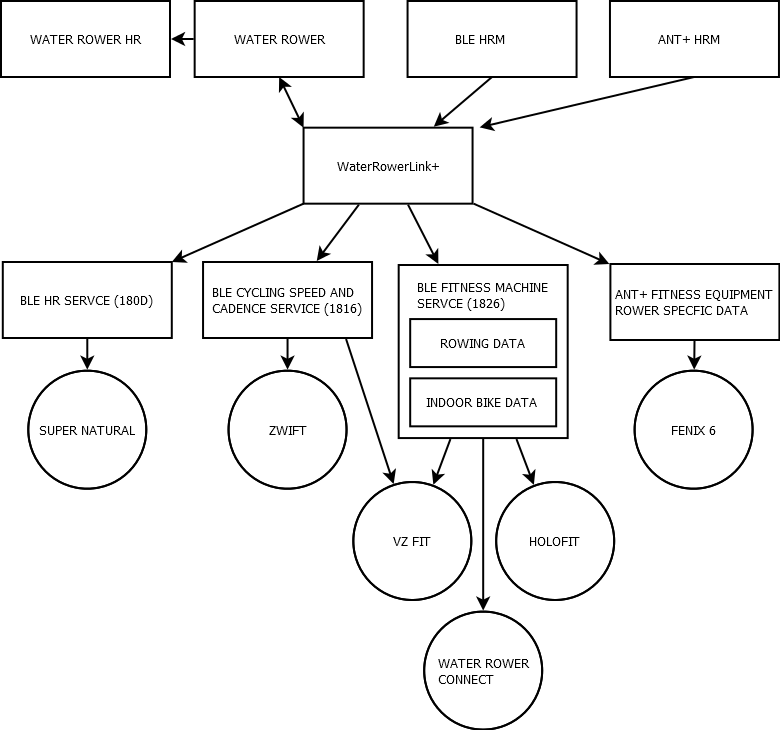 WATER ROWER HR
WATER ROWER
BLE HRM
ANT+ HRM
WaterRowerLink+
BLE HR SERVCE (180D)
BLE CYCLING SPEED AND
CADENCE SERVICE (1816)
BLE FITNESS MACHINE
SERVCE (1826)
ROWING DATA
INDOOR BIKE DATA
ANT+ FITNESS EQUIPMENT
ROWER SPECFIC DATA
SUPER NATURAL
ZWIFT
FENIX 6
VZ FIT
HOLOFIT
WATER ROWER
CONNECT